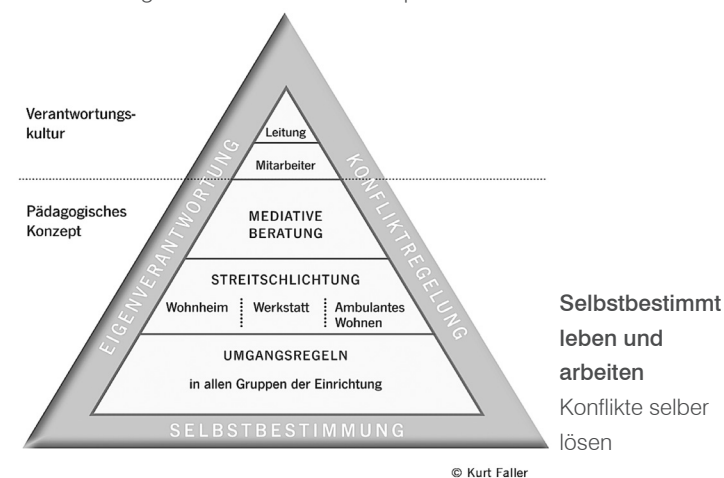 Verantwortungs-
kultur
Leitung
Mitarbeiter
Pädagogisches
Konzept
MEDIATIVE
BERATUNG
STREITSCHLICHTUNG
Wohnheim
Werkstatt
Ambulantes
Wohnen
UMGANGSREGELN
in allen Gruppen der Einrichtung
EIGENVERANTWORTUNG
KONFLIKTREGELUNG
SELBSTBESTIMMUNG
© Kurt Faller
Selbstbestimmt
leben und
arbeiten
Konflikte selber
lösen